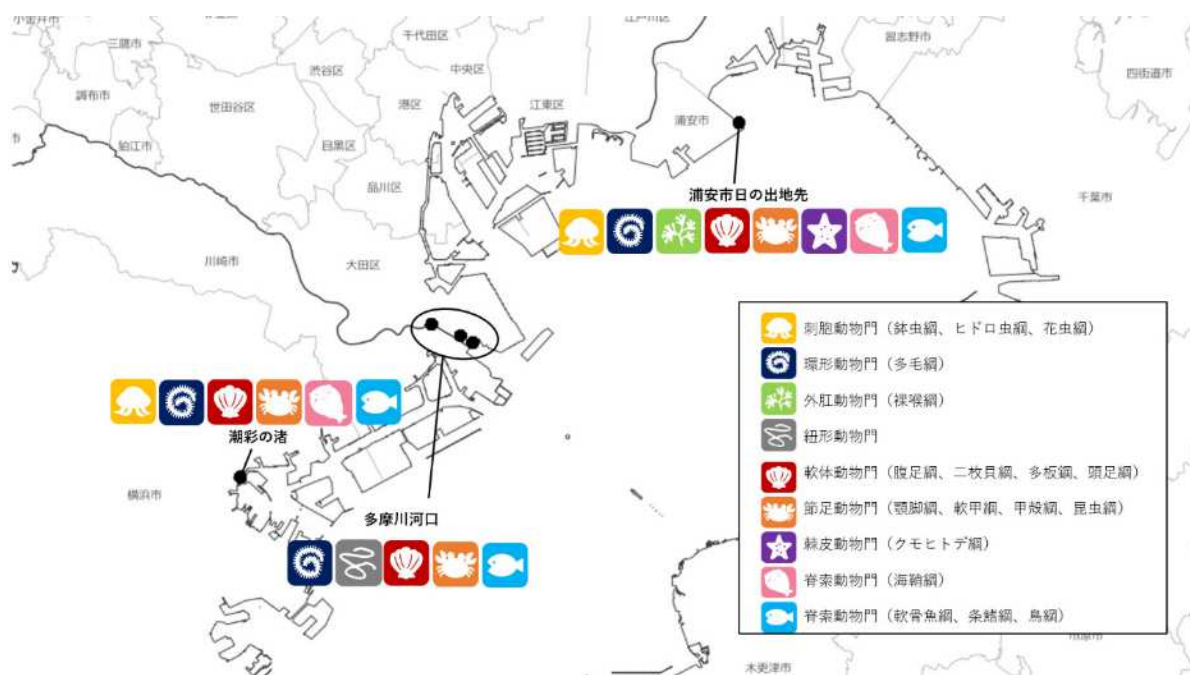 小金井市
三鷹市
調布市
狛江市
世田谷区
渋谷区
目黒区
港区
千代田区
中央区
品川区
江東区
江戸川区
浦安市
習志野市
四街道市
千葉市
浦安市日の出地先
川崎市
大田区
潮彩の渚
横浜市
多摩川河口
刺胞動物門（鉢虫綱、ヒドロ虫綱、花虫綱）
環形動物門（多毛綱）
外肛動物門（裸喉綱）
紐形動物門
軟体動物門（腹足綱、二枚貝綱、多板綱、頭足綱）
節足動物門（顎脚綱、軟甲綱、甲殻綱、昆虫綱）
棘皮動物門（クモヒトデ綱）
脊索動物門（海鞘綱）
脊索動物門（軟骨魚綱、条鰭綱、鳥綱）
木更津市